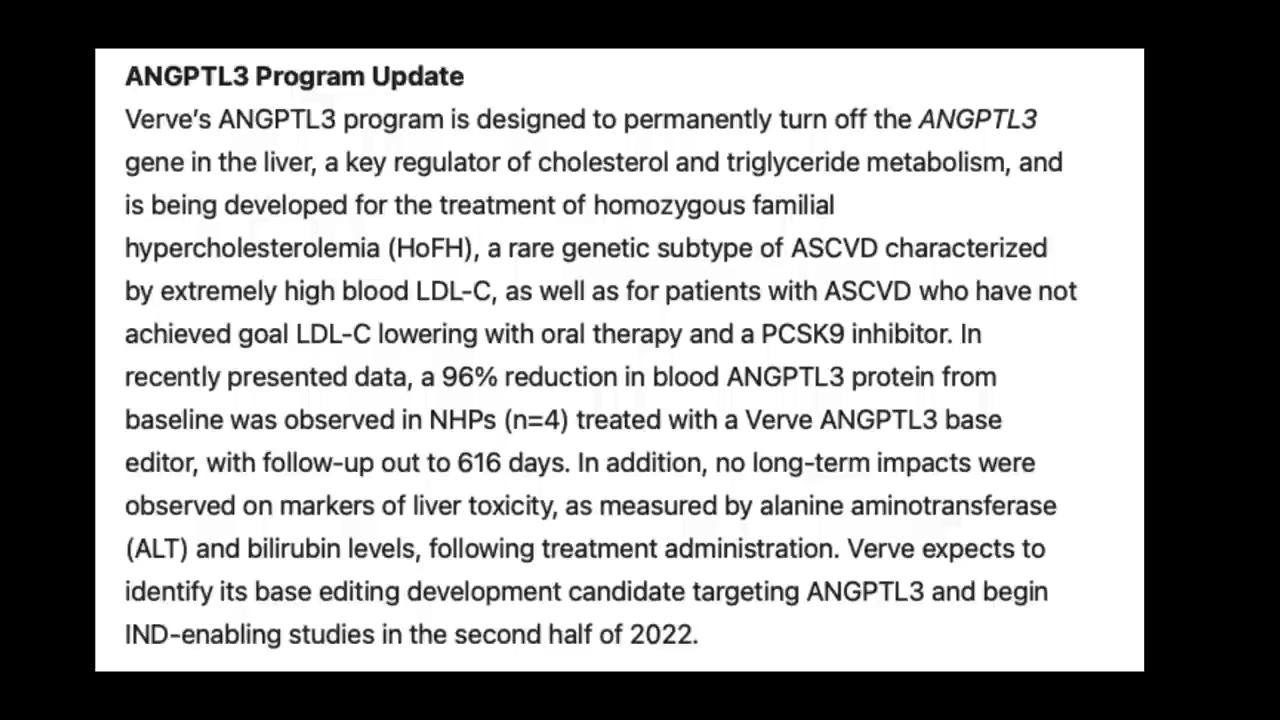 ANGPTL3 Program Update
Verve’s ANGPTL3 program is designed to permanently turn off the ANGPTL3
gene in the liver, a key regulator of cholesterol and triglyceride metabolism, and
is being developed for the treatment of homozygous familial
hypercholesterolemia (HoFH), a rare genetic subtype of ASCVD characterized
by extremely high blood LDL-C, as well as for patients with ASCVD who have not
achieved goal LDL-C lowering with oral therapy and a PCSK9 inhibitor. In
recently presented data, a 96% reduction in blood ANGPTL3 protein from
baseline was observed in NHPs (n=4) treated with a Verve ANGPTL3 base
editor, with follow-up out to 616 days. In addition, no long-term impacts were
observed on markers of liver toxicity, as measured by alanine aminotransferase
(ALT) and bilirubin levels, following treatment administration. Verve expects to
identify its base editing development candidate targeting ANGPTL3 and begin
IND-enabling studies in the second half of 2022.